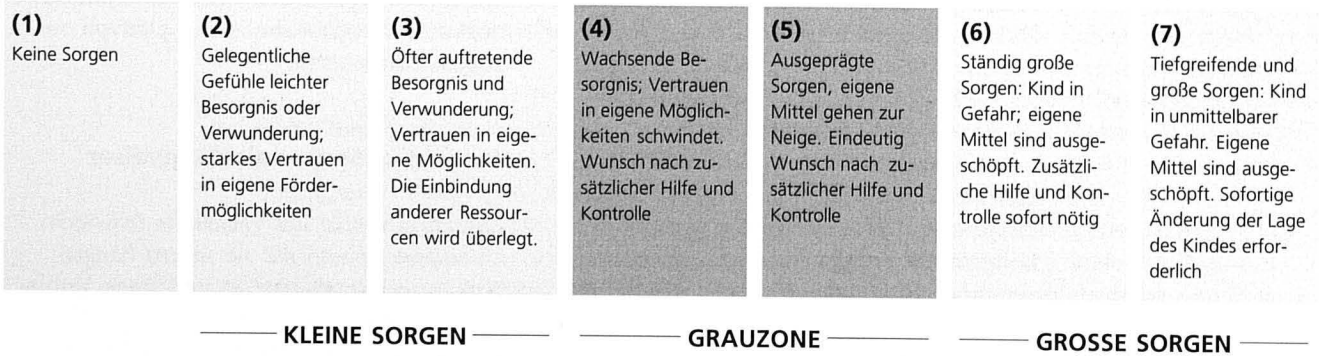 (1)
Keine Sorgen
(2)
Gelegentliche
Gefühle leichter
Besorgnis oder
Verwunderung;
starkes Vertrauen
in eigene Förder-
möglichkeiten
(3)
Öfter auftretende
Besorgnis und
Verwunderung;
Vertrauen in eige-
ne Möglichkeiten.
Die Einbindung
anderer Ressour-
cen wird überlegt.
(4)
Wachsende Be-
sorgnis; Vertrauen
in eigene Möglich-
keiten schwindet.
Wunsch nach zu-
sätzlicher Hilfe und
Kontrolle
(5)
Ausgeprägte
Sorgen, eigene
Mittel gehen zur
Neige. Eindeutig
Wunsch nach zu-
sätzlicher Hilfe und
Kontrolle
(6)
Ständig große
Sorgen: Kind in
Gefahr; eigene
Mittel sind ausge-
schöpft. Zusätzli-
che Hilfe und Kon-
trolle sofort nötig
(7)
Tiefgreifende und
große Sorgen: Kind
in unmittelbarer
Gefahr. Eigene
Mittel sind ausge-
schöpft. Sofortige
Änderung der Lage
des Kindes erfor-
derlich
KLEINE SORGEN
GRAUZONE
GROSSE SORGEN